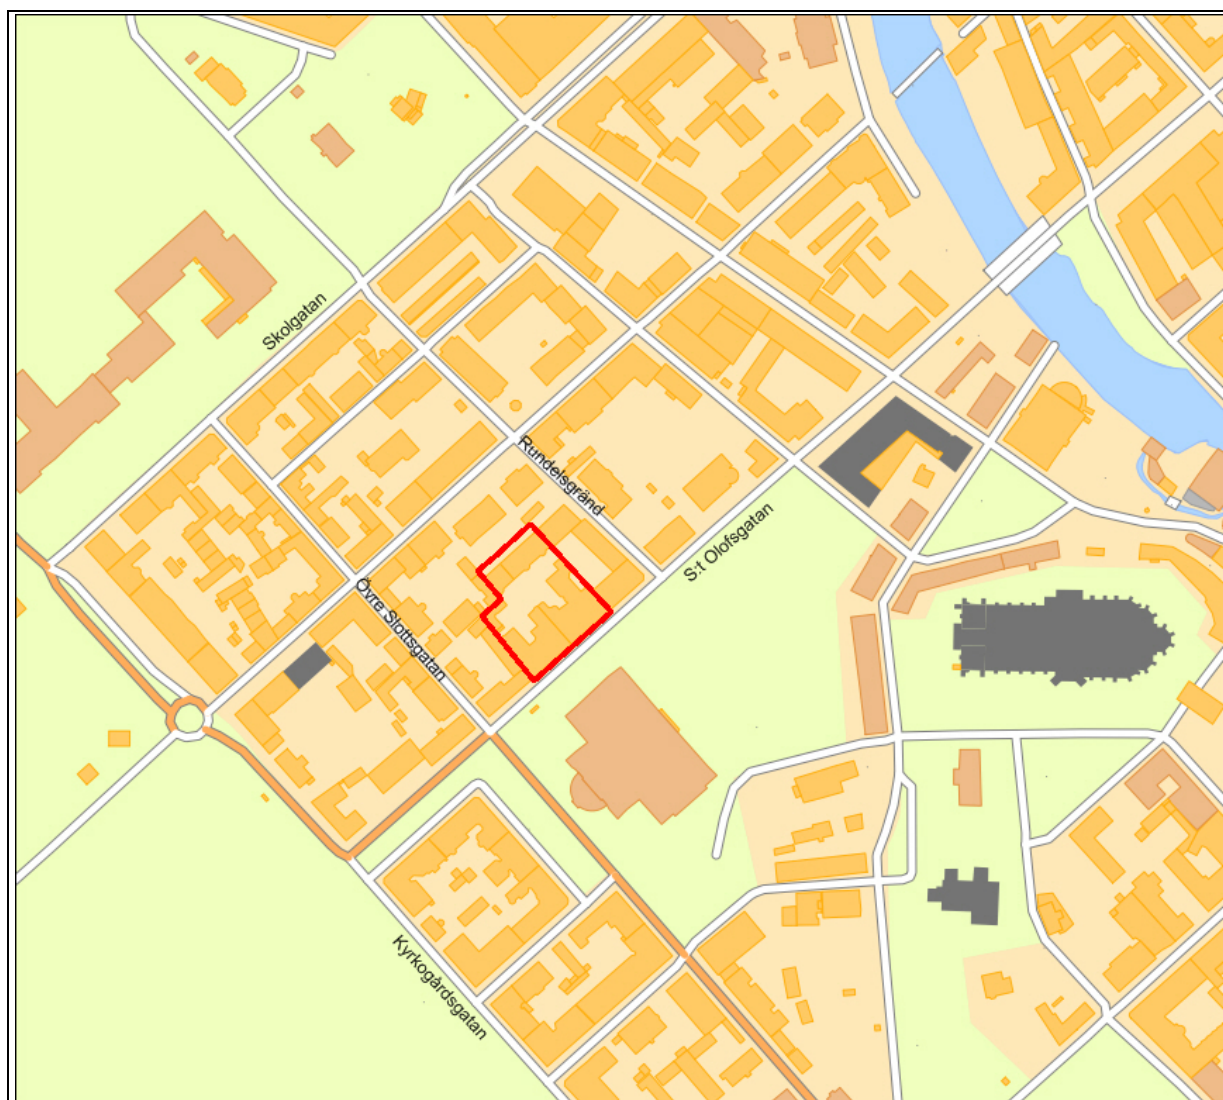 Skolgatan
Rundelsgränd
S:t Olofsgatan
Övre Slottsgatan
Kyrkogårdsgatan